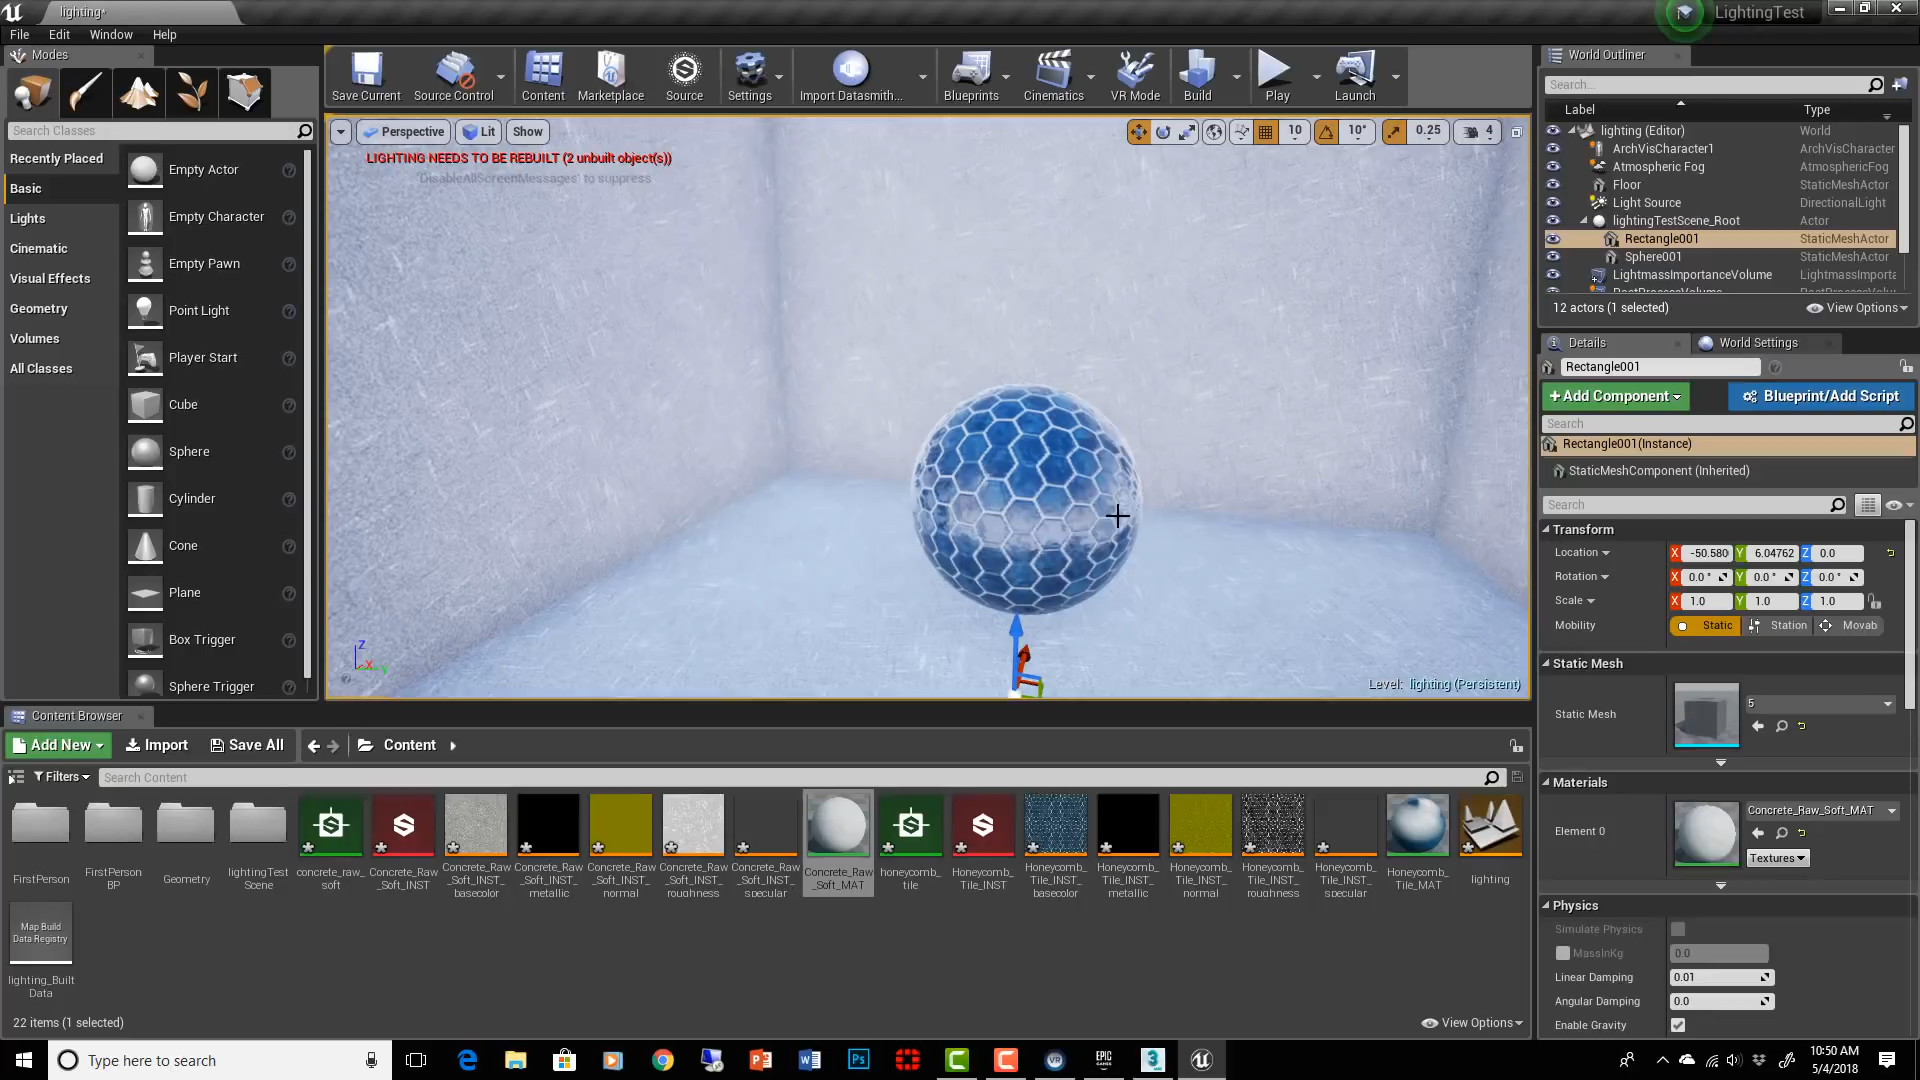 lighting*
LightingTest
File Edit Window Help
Modes
Search Classes
Recently Placed
Basic
Lights
Cinematic
Visual Effects
Geometry
Volumes
All Classes
Empty Actor
Empty Character
Empty Pawn
Point Light
Player Start
Cube
Sphere
Cylinder
Cone
Plane
Box Trigger
Sphere Trigger
Save Current Source Control Content Marketplace Source Settings Import Datasmith... Blueprints Cinematics VR Mode Build Play Launch
Perspective Lit Show
10 10° 0.25 4
LIGHTING NEEDS TO BE REBUILT (2 unbuilt object(s))
'DisableAllScreenMessages' to suppress
Z
X Y
Level: lighting (Persistent)
World Outliner
Search...
Label Type
lighting (Editor) World
ArchVisCharacter1 ArchVisCharacter
Atmospheric Fog AtmosphericFog
Floor StaticMeshActor
Light Source DirectionalLight
lightingTestScene_Root Actor
Rectangle001 StaticMeshActor
Sphere001 StaticMeshActor
LightmassImportanceVolume LightmassImporta
12 actors (1 selected) View Options
Details World Settings
Rectangle001
+Add Component Blueprint/Add Script
Search
Rectangle001(Instance)
StaticMeshComponent (Inherited)
Search
Transform
Location X -50.580 Y 6.04762 Z 0.0
Rotation X 0.0 ° Y 0.0 ° Z 0.0 °
Scale X 1.0 Y 1.0 Z 1.0
Mobility Static Station Movab
Static Mesh
Static Mesh 5
Materials
Element 0 Concrete_Raw_Soft_MAT
Textures
Physics
Simulate Physics
MassInKg 0.0
Linear Damping 0.01
Angular Damping 0.0
Enable Gravity
Content Browser
Add New Import Save All Content
Filters Search Content
FirstPerson
FirstPerson
BP
Geometry
lightingTest
Scene
concrete_raw_
soft
Concrete_Raw
_Soft_INST
Concrete_Raw
_Soft_INST_
basecolor
Concrete_Raw
_Soft_INST_
metallic
Concrete_Raw
_Soft_INST_
normal
Concrete_Raw
_Soft_INST_
roughness
Concrete_Raw
_Soft_INST_
specular
Concrete_Raw
_Soft_MAT
honeycomb_
tile
Honeycomb_
Tile_INST
Honeycomb_
Tile_INST_
basecolor
Honeycomb_
Tile_INST_
metallic
Honeycomb_
Tile_INST_
normal
Honeycomb_
Tile_INST_
roughness
Honeycomb_
Tile_INST_
specular
Honeycomb_
Tile_MAT
lighting
Map Build
Data Registry
lighting_Built
Data
22 items (1 selected) View Options
Type here to search
10:50 AM
5/4/2018